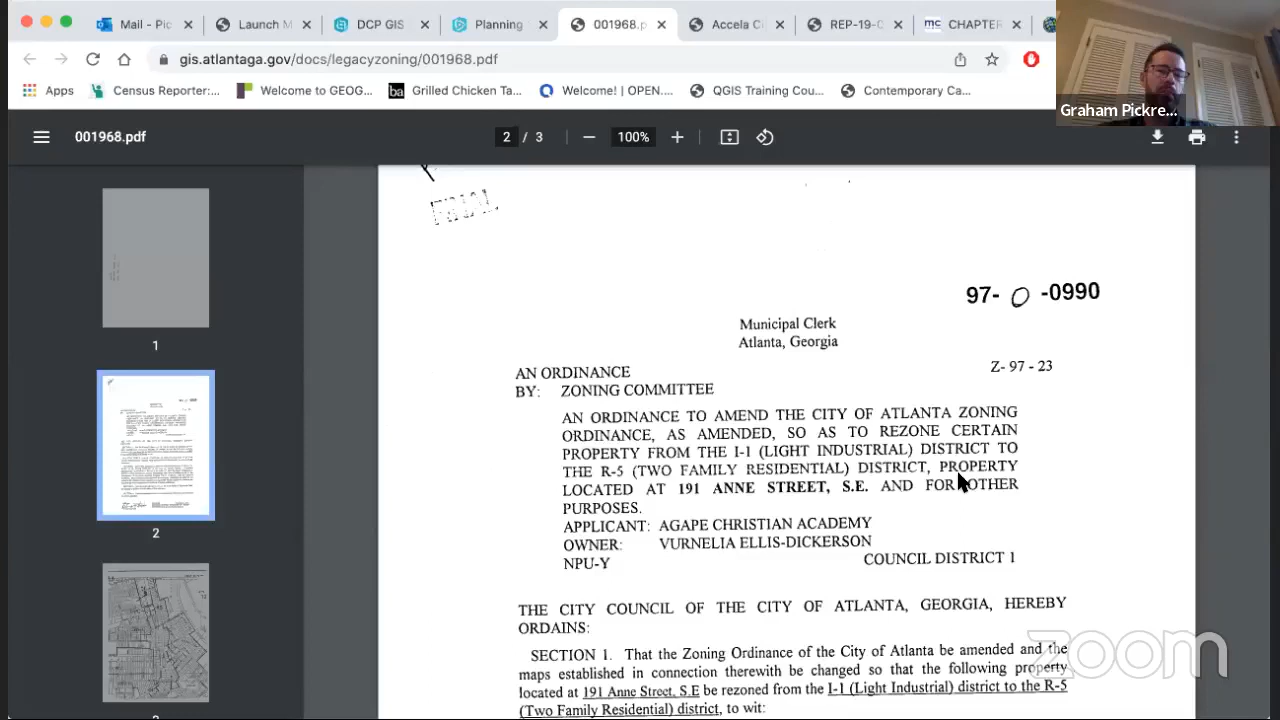 Mail - Pic
Launch M
DCP GIS
Planning
001968.p
Accela Ci
REP-19-C
CHAPTER
gis.atlantaga.gov/docs/legacyzoning/001968.pdf
Apps
Census Reporter:...
Welcome to GEOG...
Grilled Chicken Ta...
Welcome! | OPEN....
QGIS Training Cou...
Contemporary Ca...
Graham Pickre...
001968.pdf
2 / 3
100%
1
2
97- O -0990
Municipal Clerk
Atlanta, Georgia
Z- 97 - 23
AN ORDINANCE
BY: ZONING COMMITTEE
AN ORDINANCE TO AMEND THE CITY OF ATLANTA ZONING
ORDINANCE, AS AMENDED, SO AS TO REZONE CERTAIN
PROPERTY FROM THE I-1 (LIGHT INDUSTRIAL) DISTRICT TO
THE R-5 (TWO FAMILY RESIDENTIAL) DISTRICT, PROPERTY
LOCATED AT 191 ANNE STREET, S.E. AND FOR OTHER
PURPOSES.
APPLICANT: AGAPE CHRISTIAN ACADEMY
OWNER: VURNELIA ELLIS-DICKERSON
NPU-Y COUNCIL DISTRICT 1
THE CITY COUNCIL OF THE CITY OF ATLANTA, GEORGIA, HEREBY
ORDAINS:
SECTION 1. That the Zoning Ordinance of the City of Atlanta be amended and the
maps established in connection therewith be changed so that the following property
located at 191 Anne Street, S.E be rezoned from the I-1 (Light Industrial) district to the R-5
(Two Family Residential) district, to wit:
zoom